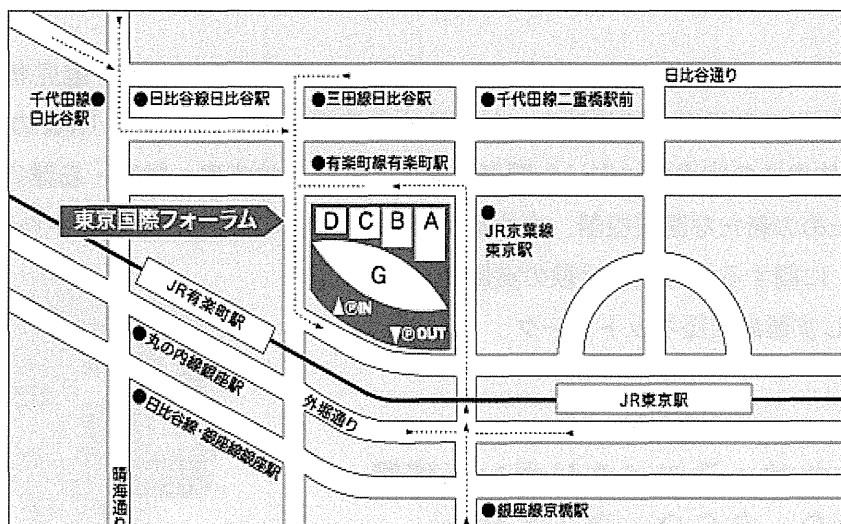 日比谷通り
千代田線●
日比谷駅
●日比谷線日比谷駅
●三田線日比谷駅
●千代田線二重橋駅前
●有楽町線有楽町駅
東京国際フォーラム
D C B A
G
▲ⓅIN
▼ⓅOUT
●
JR京葉線
東京駅
JR有楽町駅
●丸の内線銀座駅
●日比谷線・銀座線銀座駅
外堀通り
JR東京駅
晴海通り
●銀座線京橋駅